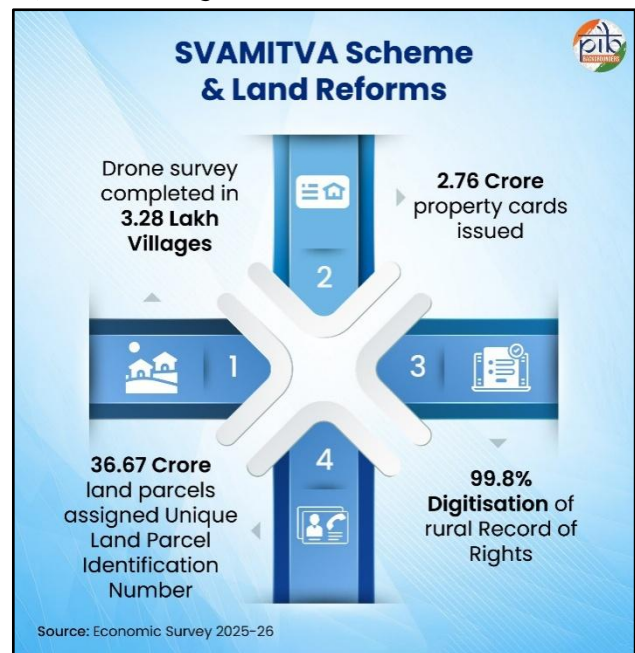 SVAMITVA Scheme
& Land Reforms
pib
BACKGROUNDERS
Drone survey
completed in
3.28 Lakh
Villages
1
2.76 Crore
property cards
issued
2
3
99.8%
Digitisation of
rural Record of
Rights
4
36.67 Crore
land parcels
assigned Unique
Land Parcel
Identification
Number
Source: Economic Survey 2025-26